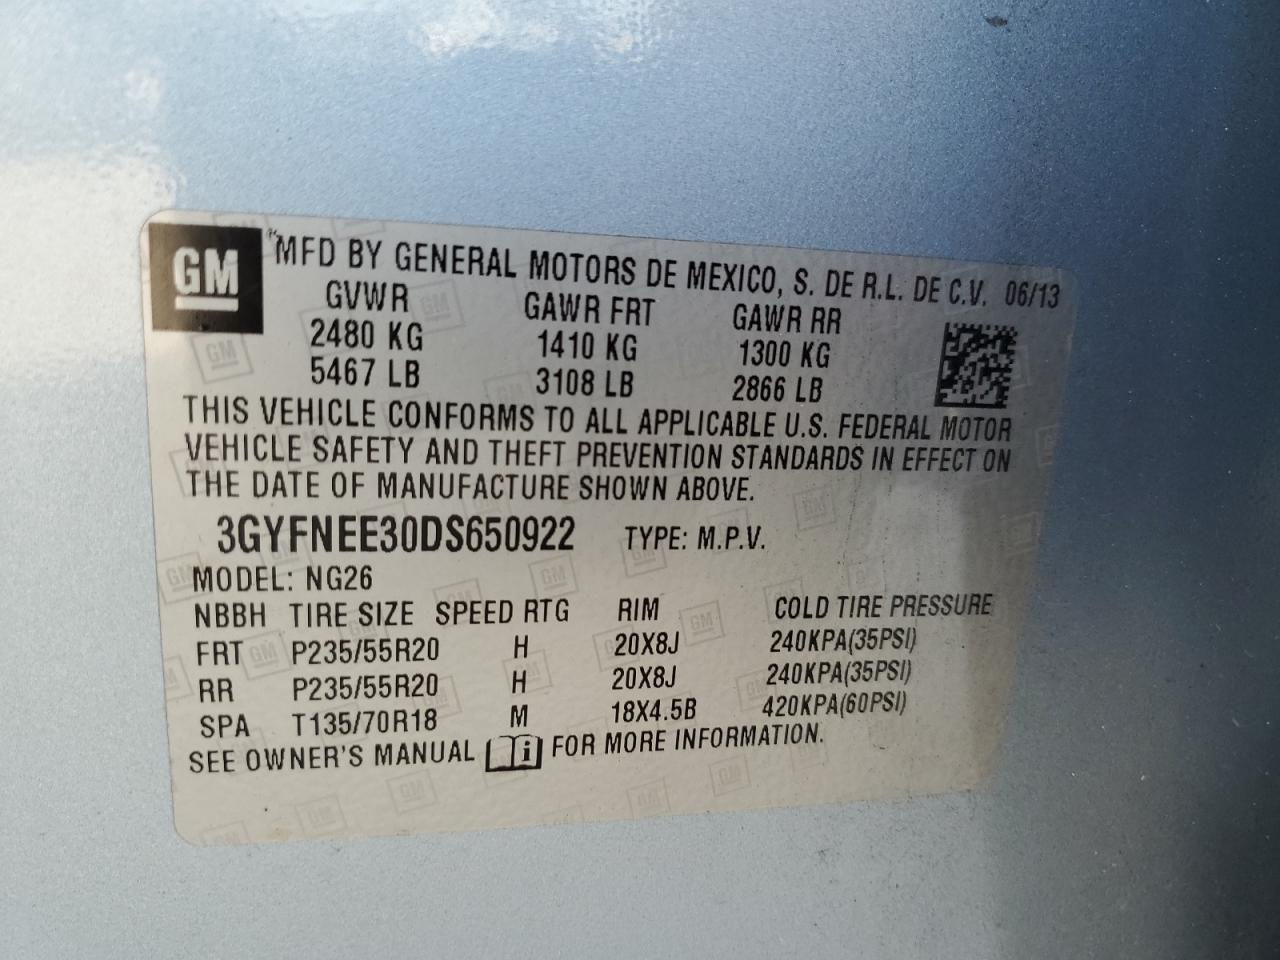 GM
MFD BY GENERAL MOTORS DE MEXICO, S. DE R.L. DE C.V. 06/13
GVWR GAWR FRT GAWR RR
2480 KG 1410 KG 1300 KG
5467 LB 3108 LB 2866 LB
THIS VEHICLE CONFORMS TO ALL APPLICABLE U.S. FEDERAL MOTOR
VEHICLE SAFETY AND THEFT PREVENTION STANDARDS IN EFFECT ON
THE DATE OF MANUFACTURE SHOWN ABOVE.
3GYFNEE30DS650922 TYPE: M.P.V.
MODEL: NG26
NBBH TIRE SIZE SPEED RTG RIM COLD TIRE PRESSURE
FRT P235/55R20 H 20X8J 240KPA(35PSI)
RR P235/55R20 H 20X8J 240KPA(35PSI)
SPA T135/70R18 M 18X4.5B 420KPA(60PSI)
SEE OWNER'S MANUAL i FOR MORE INFORMATION.